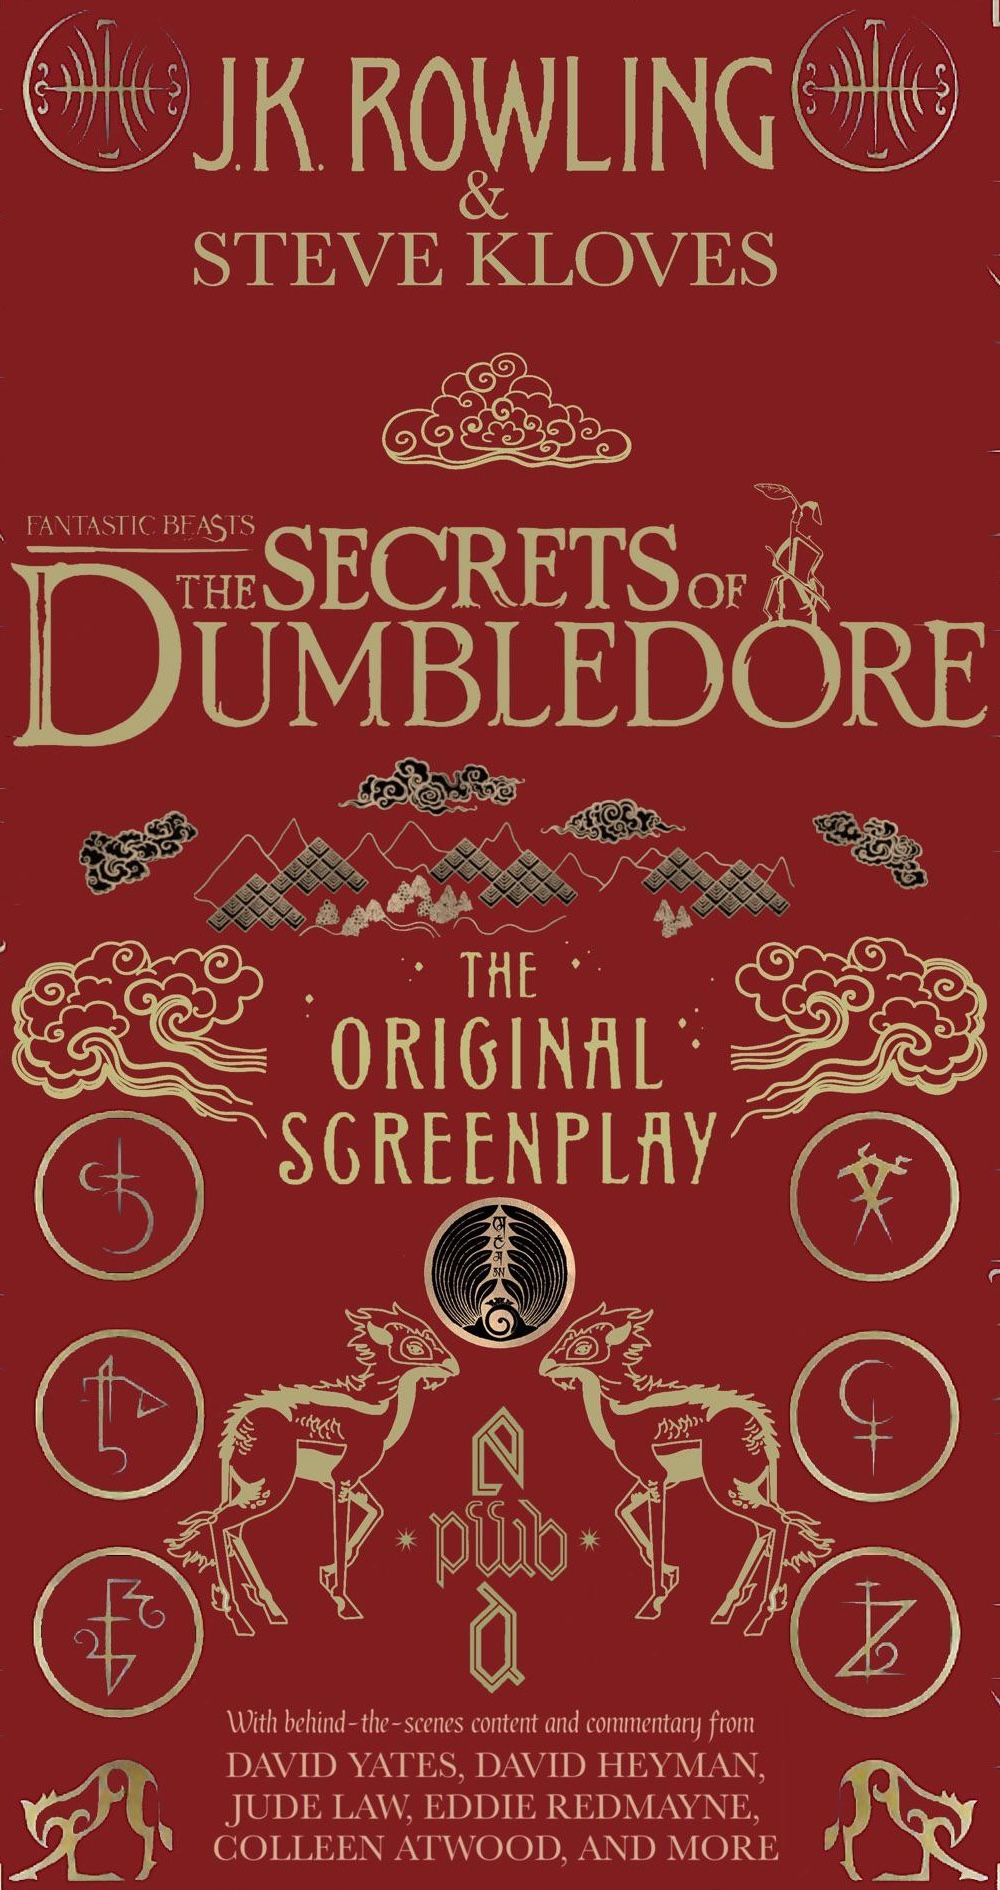 J.K. ROWLING
&
STEVE KLOVES
FANTASTIC BEASTS
THE SECRETS OF
DUMBLEDORE
THE
ORIGINAL
SCREENPLAY
With behind-the-scenes content and commentary from
DAVID YATES, DAVID HEYMAN,
JUDE LAW, EDDIE REDMAYNE,
COLLEEN ATWOOD, AND MORE